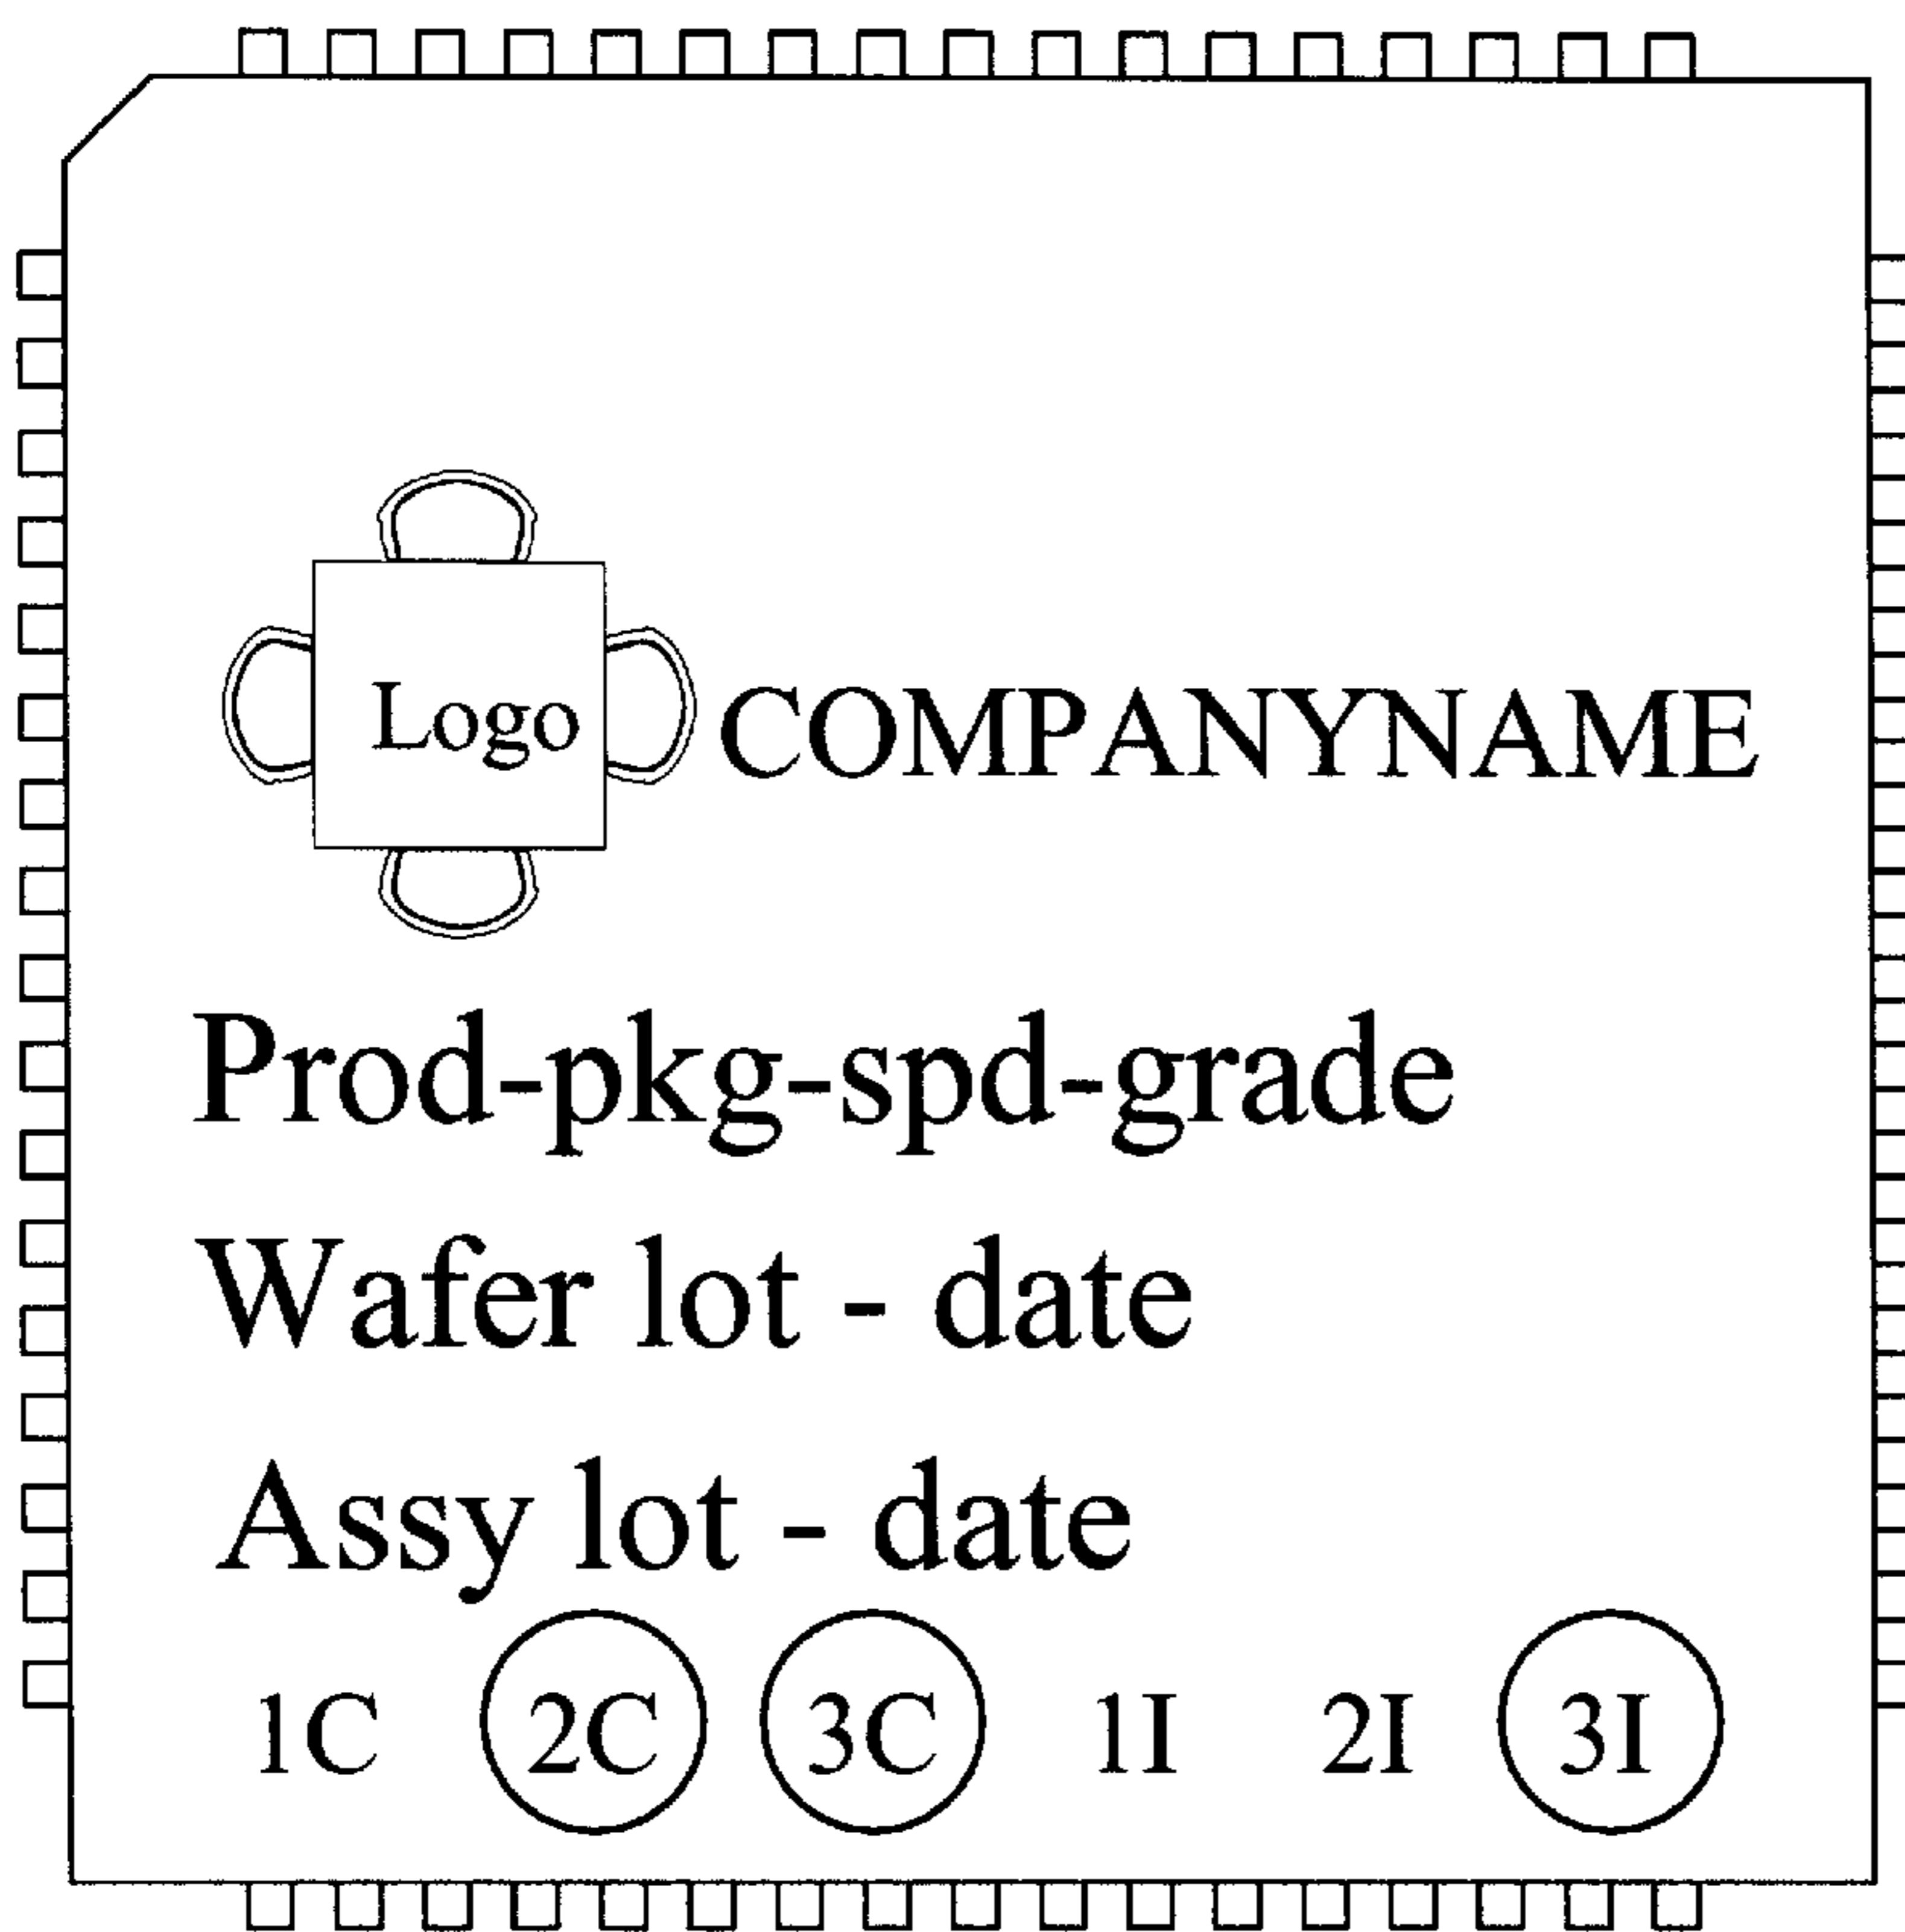 Logo COMPANYNAME
Prod-pkg-spd-grade
Wafer lot - date
Assy lot - date
1C 2C 3C 1I 2I 3I